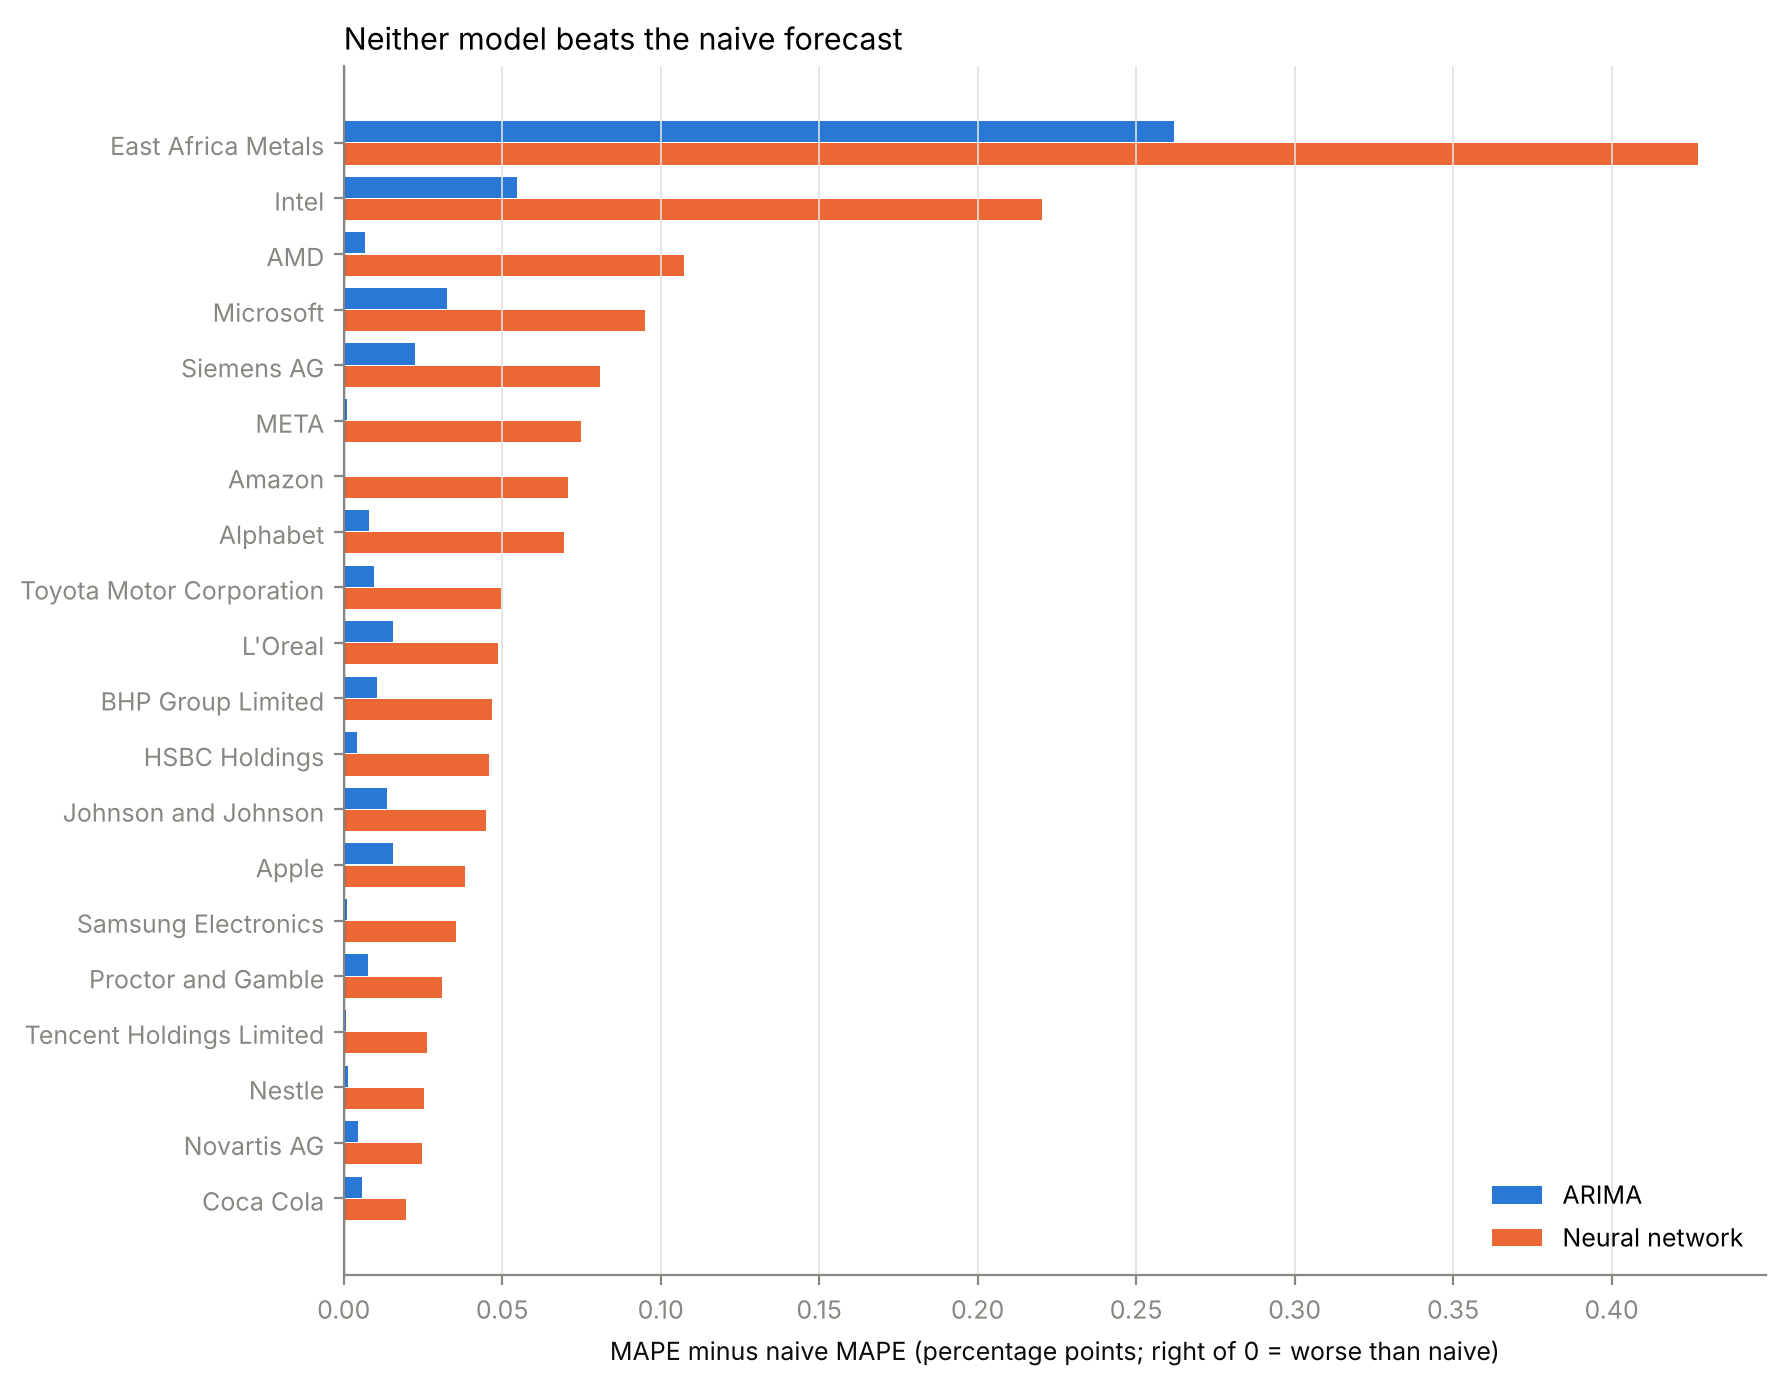 Neither model beats the naive forecast
East Africa Metals
Intel
AMD
Microsoft
Siemens AG
META
Amazon
Alphabet
Toyota Motor Corporation
L'Oreal
BHP Group Limited
HSBC Holdings
Johnson and Johnson
Apple
Samsung Electronics
Proctor and Gamble
Tencent Holdings Limited
Nestle
Novartis AG
Coca Cola
ARIMA
Neural network
0.00 0.05 0.10 0.15 0.20 0.25 0.30 0.35 0.40
MAPE minus naive MAPE (percentage points; right of 0 = worse than naive)